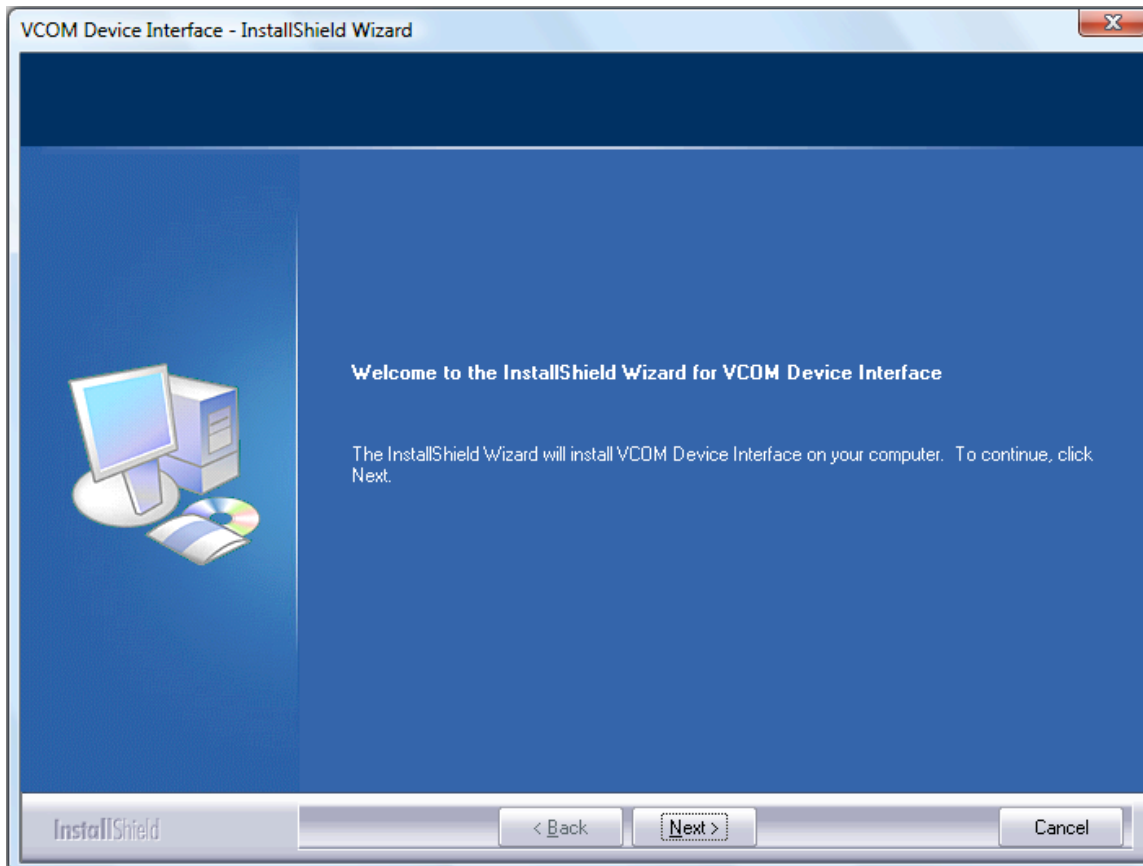 VCOM Device Interface - InstallShield Wizard
Welcome to the InstallShield Wizard for VCOM Device Interface
The InstallShield Wizard will install VCOM Device Interface on your computer. To continue, click
Next.
InstallShield
< Back
Next >
Cancel